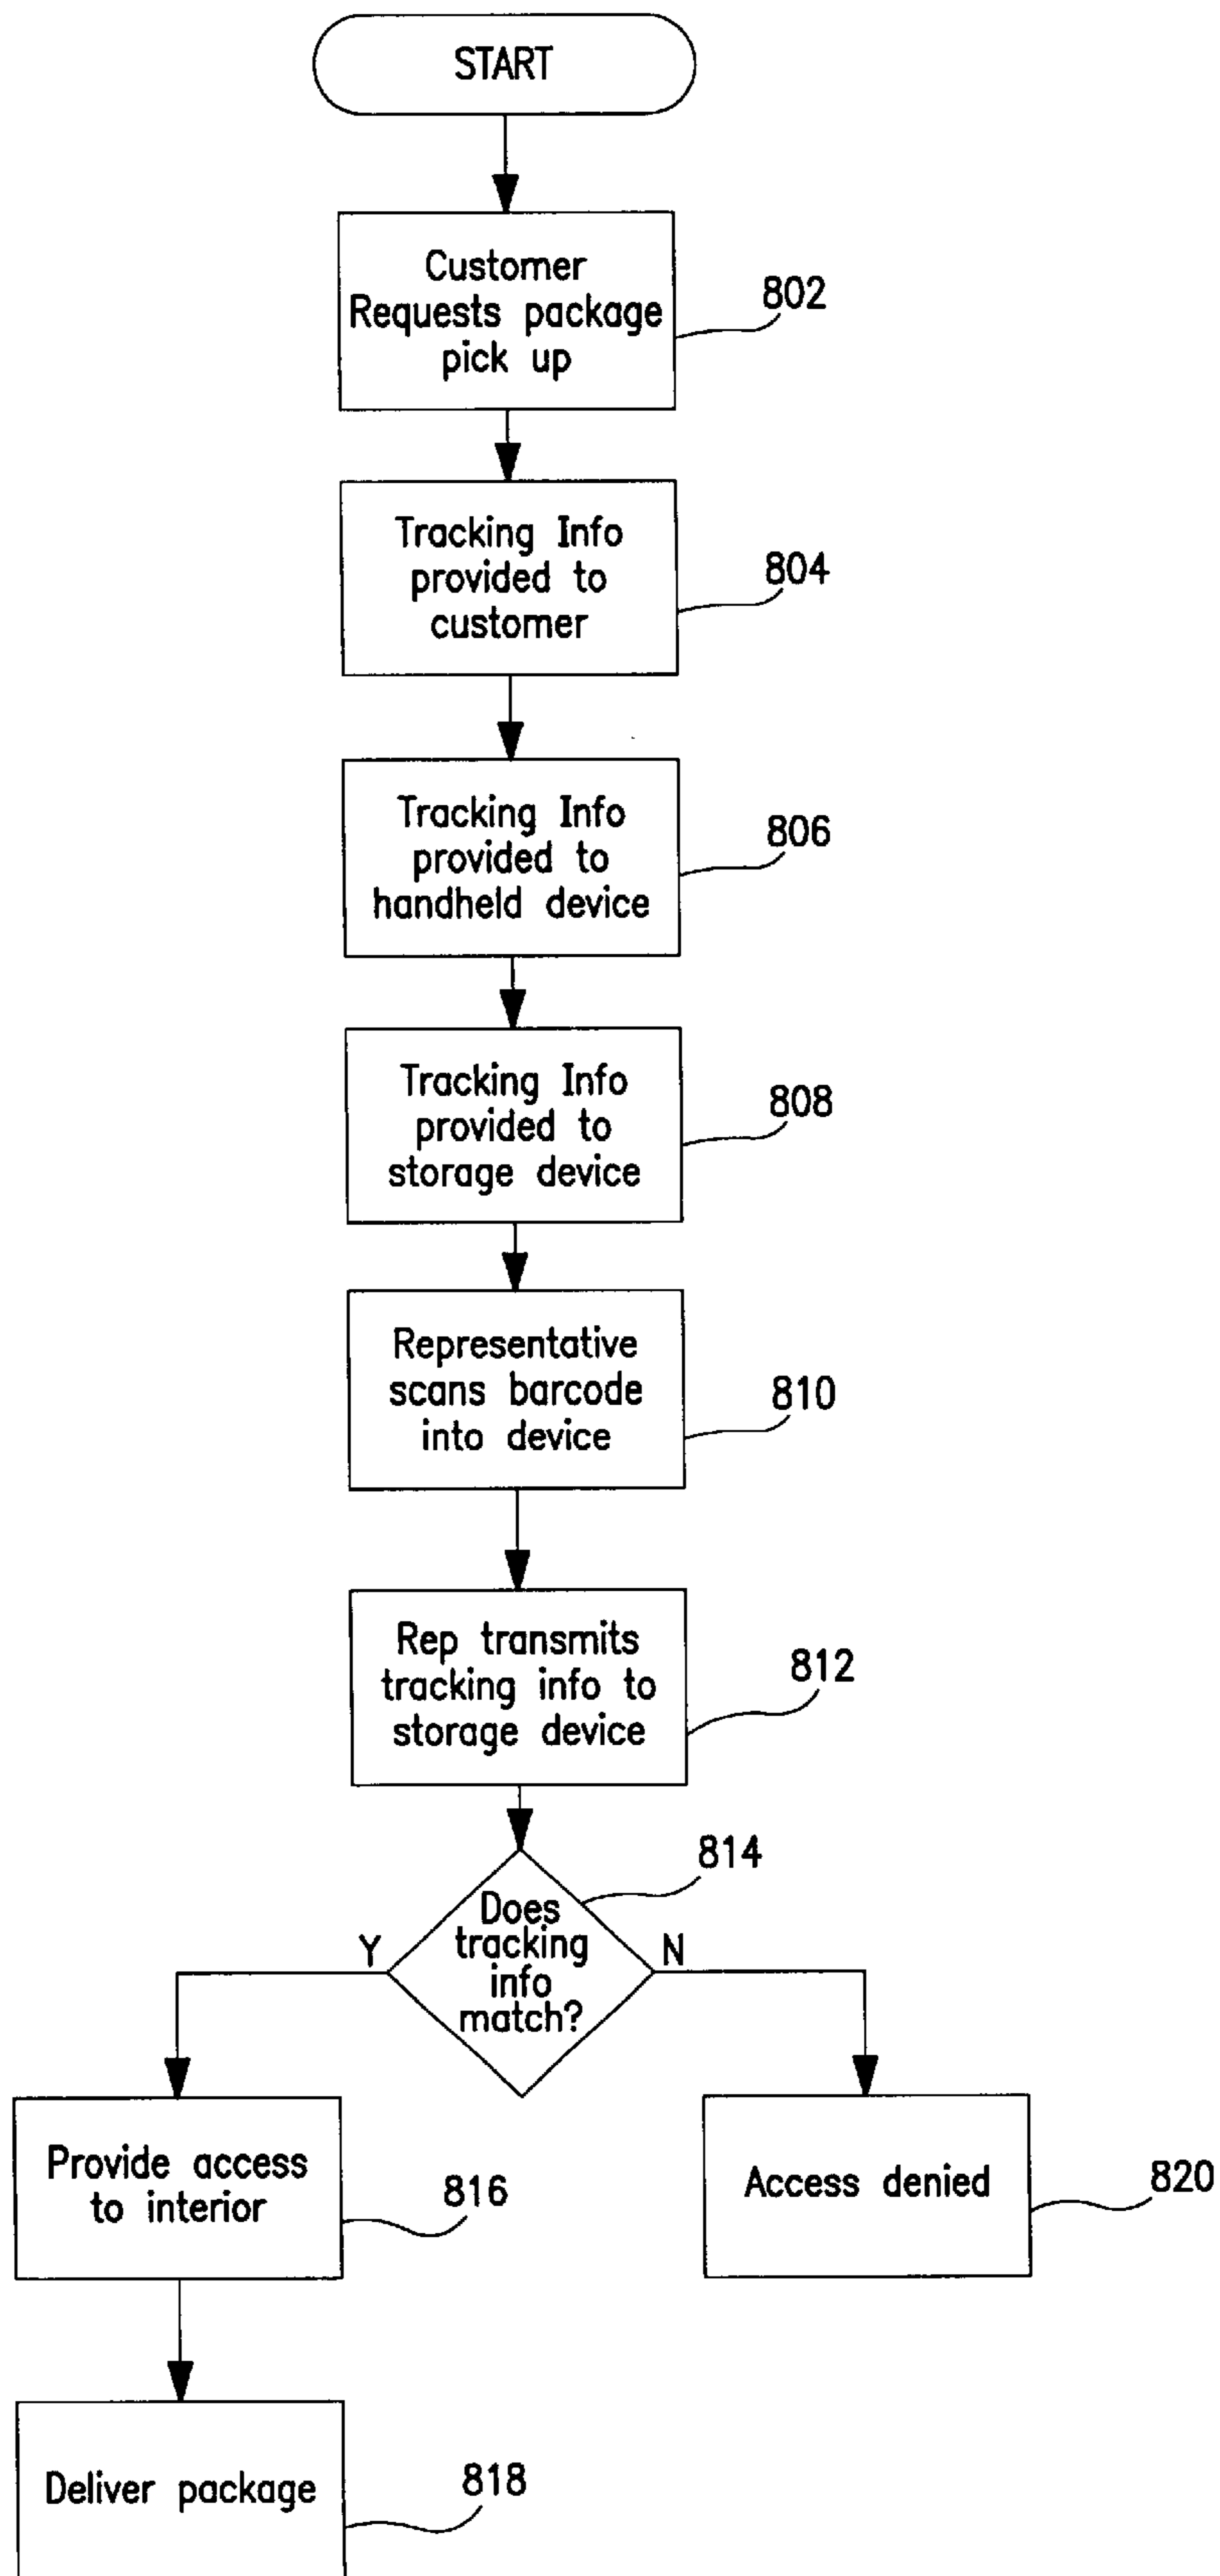 START
Customer
Requests package
pick up
802
Tracking Info
provided to
customer
804
Tracking Info
provided to
handheld device
806
Tracking Info
provided to
storage device
808
Representative
scans barcode
into device
810
Rep transmits
tracking info to
storage device
812
814
Does
tracking
info
match?
Y
N
Provide access
to interior
816
Access denied
820
Deliver package
818